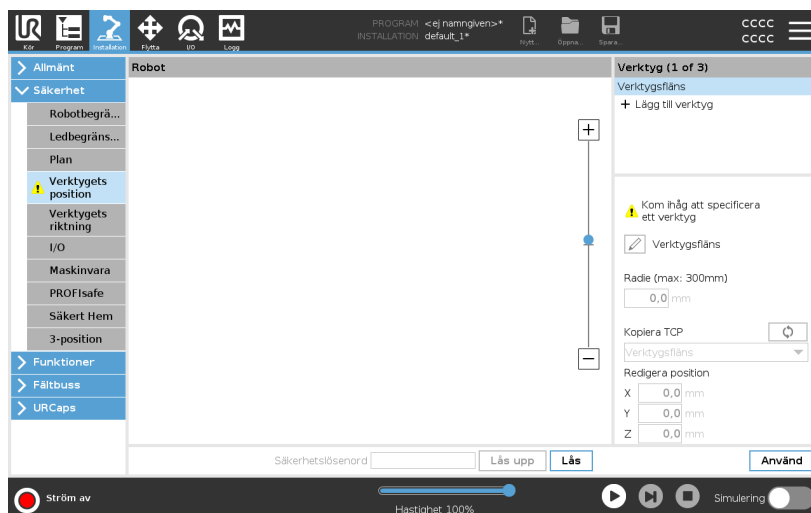 UR
PROGRAM <ej namngiven>*
INSTALLATION default_1*
CCCC
CCCC
Kör
Program
Installation
Flytta
I/O
Logg
Nytt...
Öppna...
Spara...
Allmänt
Säkerhet
Robotbegrä...
Ledbegräns...
Plan
Verktygets
position
Verktygets
riktning
I/O
Maskinvara
PROFIsafe
Säkert Hem
3-position
Funktioner
Fältbuss
URCaps
Robot
Verktyg (1 of 3)
Verktygsfläns
+ Lägg till verktyg
Kom ihåg att specificera
ett verktyg
Verktygsfläns
Radie (max: 300mm)
0,0 mm
Kopiera TCP
Verktygsfläns
Redigera position
X 0,0 mm
Y 0,0 mm
Z 0,0 mm
Säkerhetslösenord
Lås upp
Lås
Använd
Ström av
Hastighet 100%
Simulering